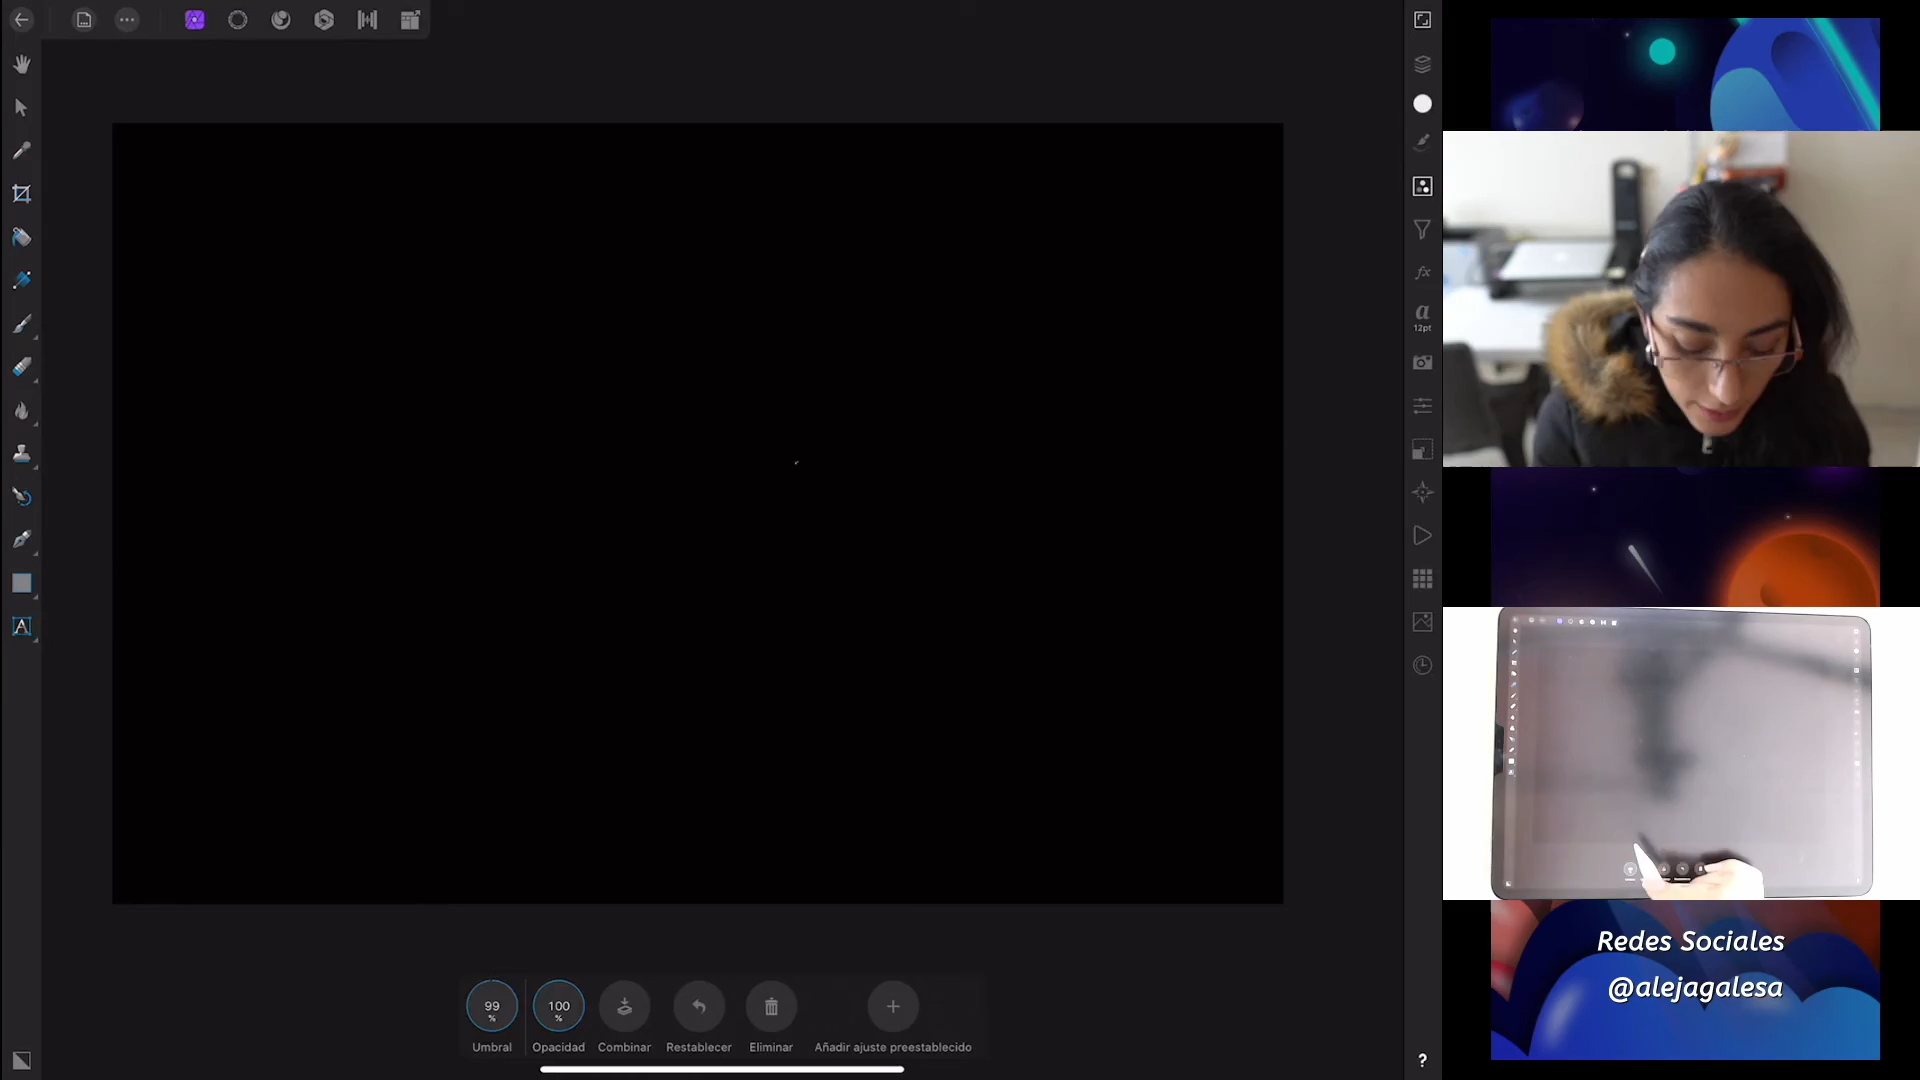 a
12pt
A
99
%
100
%
Umbral
Opacidad
Combinar
Restablecer
Eliminar
Añadir ajuste preestablecido
?
Redes Sociales
@alejagalesa